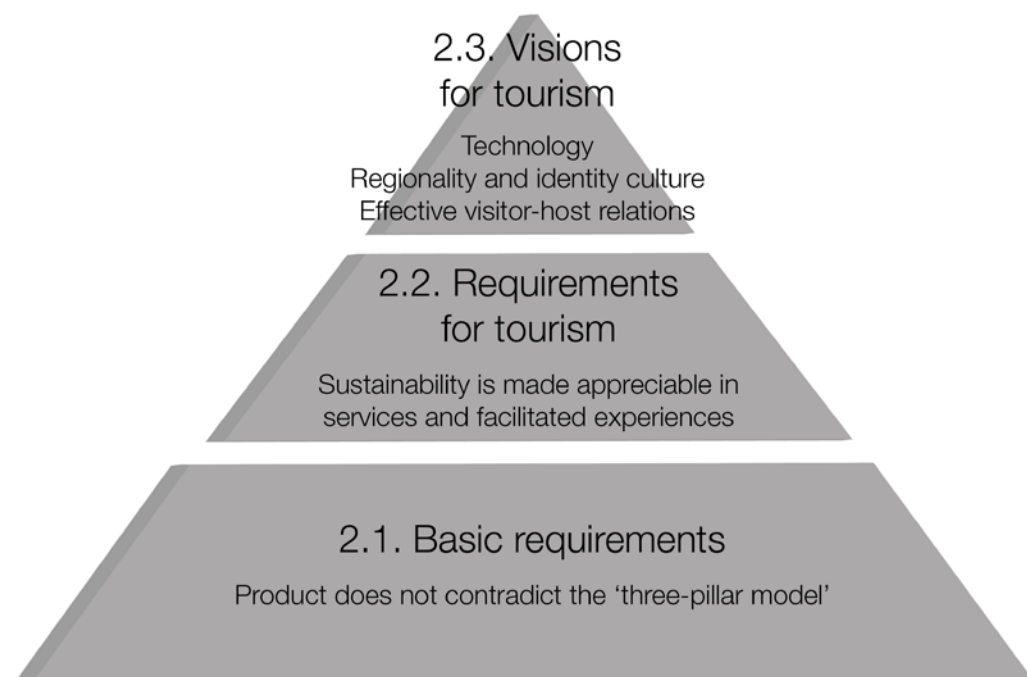 2.3. Visions
for tourism
Technology
Regionality and identity culture
Effective visitor-host relations
2.2. Requirements
for tourism
Sustainability is made appreciable in
services and facilitated experiences
2.1. Basic requirements
Product does not contradict the ‘three-pillar model’